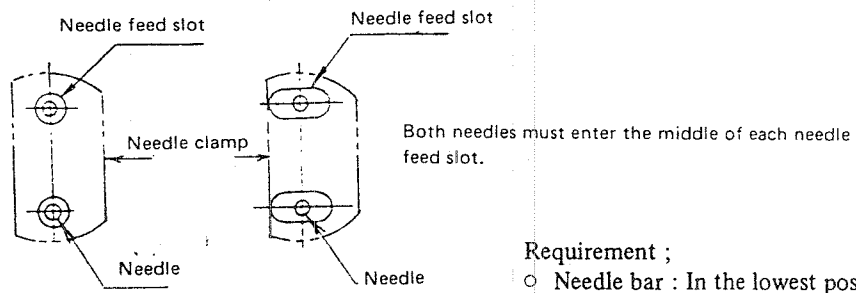 Needle feed slot
Needle feed slot
Needle clamp
Both needles must enter the middle of each needle
feed slot.
Needle
Needle
Requirement ;
○ Needle bar : In the lowest pos